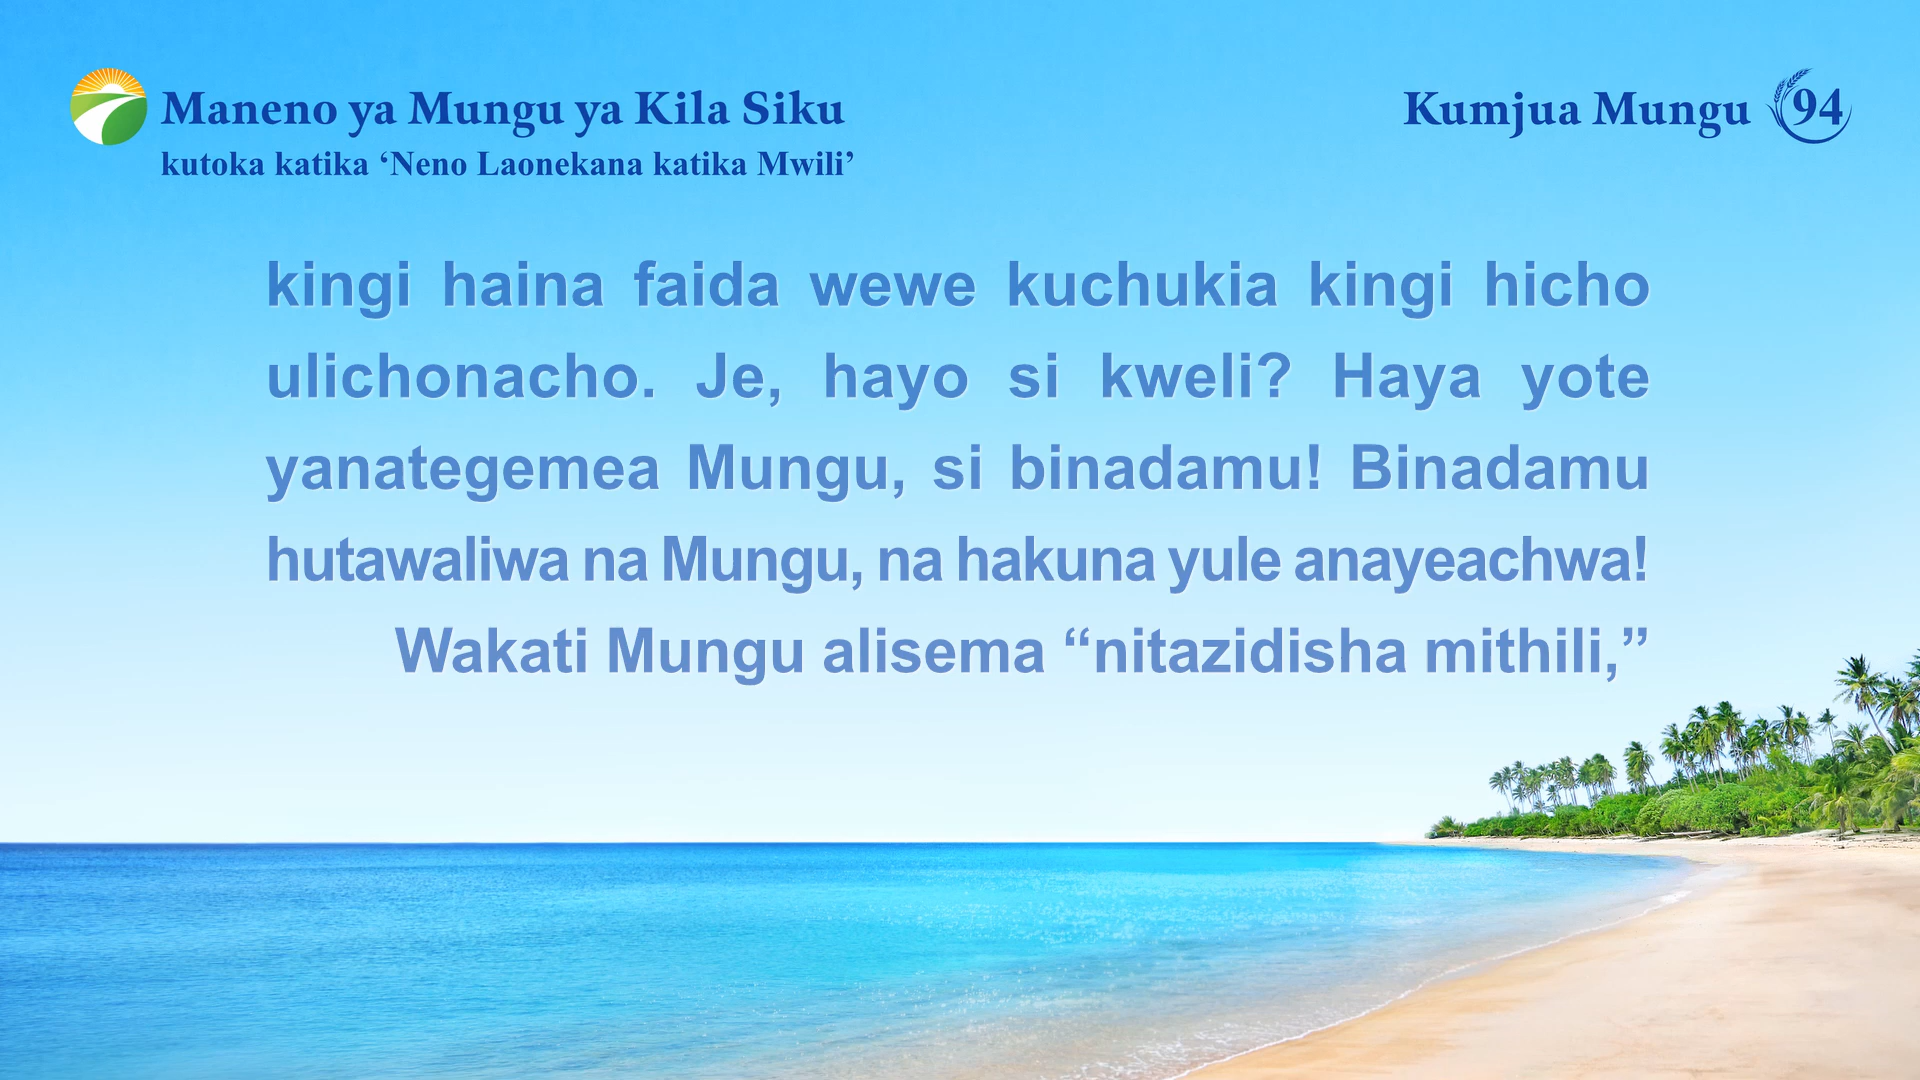 Maneno ya Mungu ya Kila Siku
kutoka katika ‘Neno Laonekana katika Mwili’
Kumjua Mungu 94
kingi haina faida wewe kuchukia kingi hicho
ulichonacho. Je, hayo si kweli? Haya yote
yanategemea Mungu, si binadamu! Binadamu
hutawaliwa na Mungu, na hakuna yule anayeachwa!
Wakati Mungu alisema “nitazidisha mithili,”